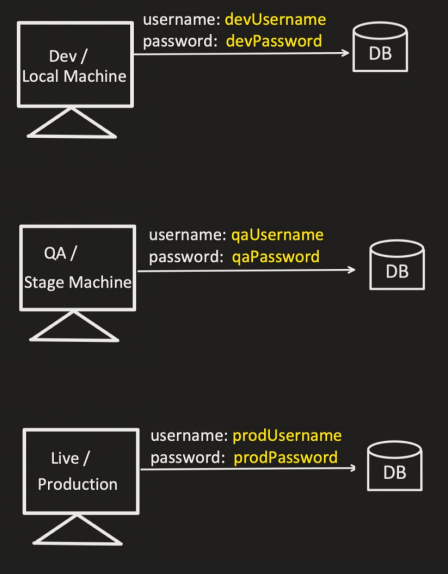 username: devUsername
password: devPassword
Dev /
Local Machine
DB
username: qaUsername
password: qaPassword
QA /
Stage Machine
DB
username: prodUsername
password: prodPassword
Live /
Production
DB